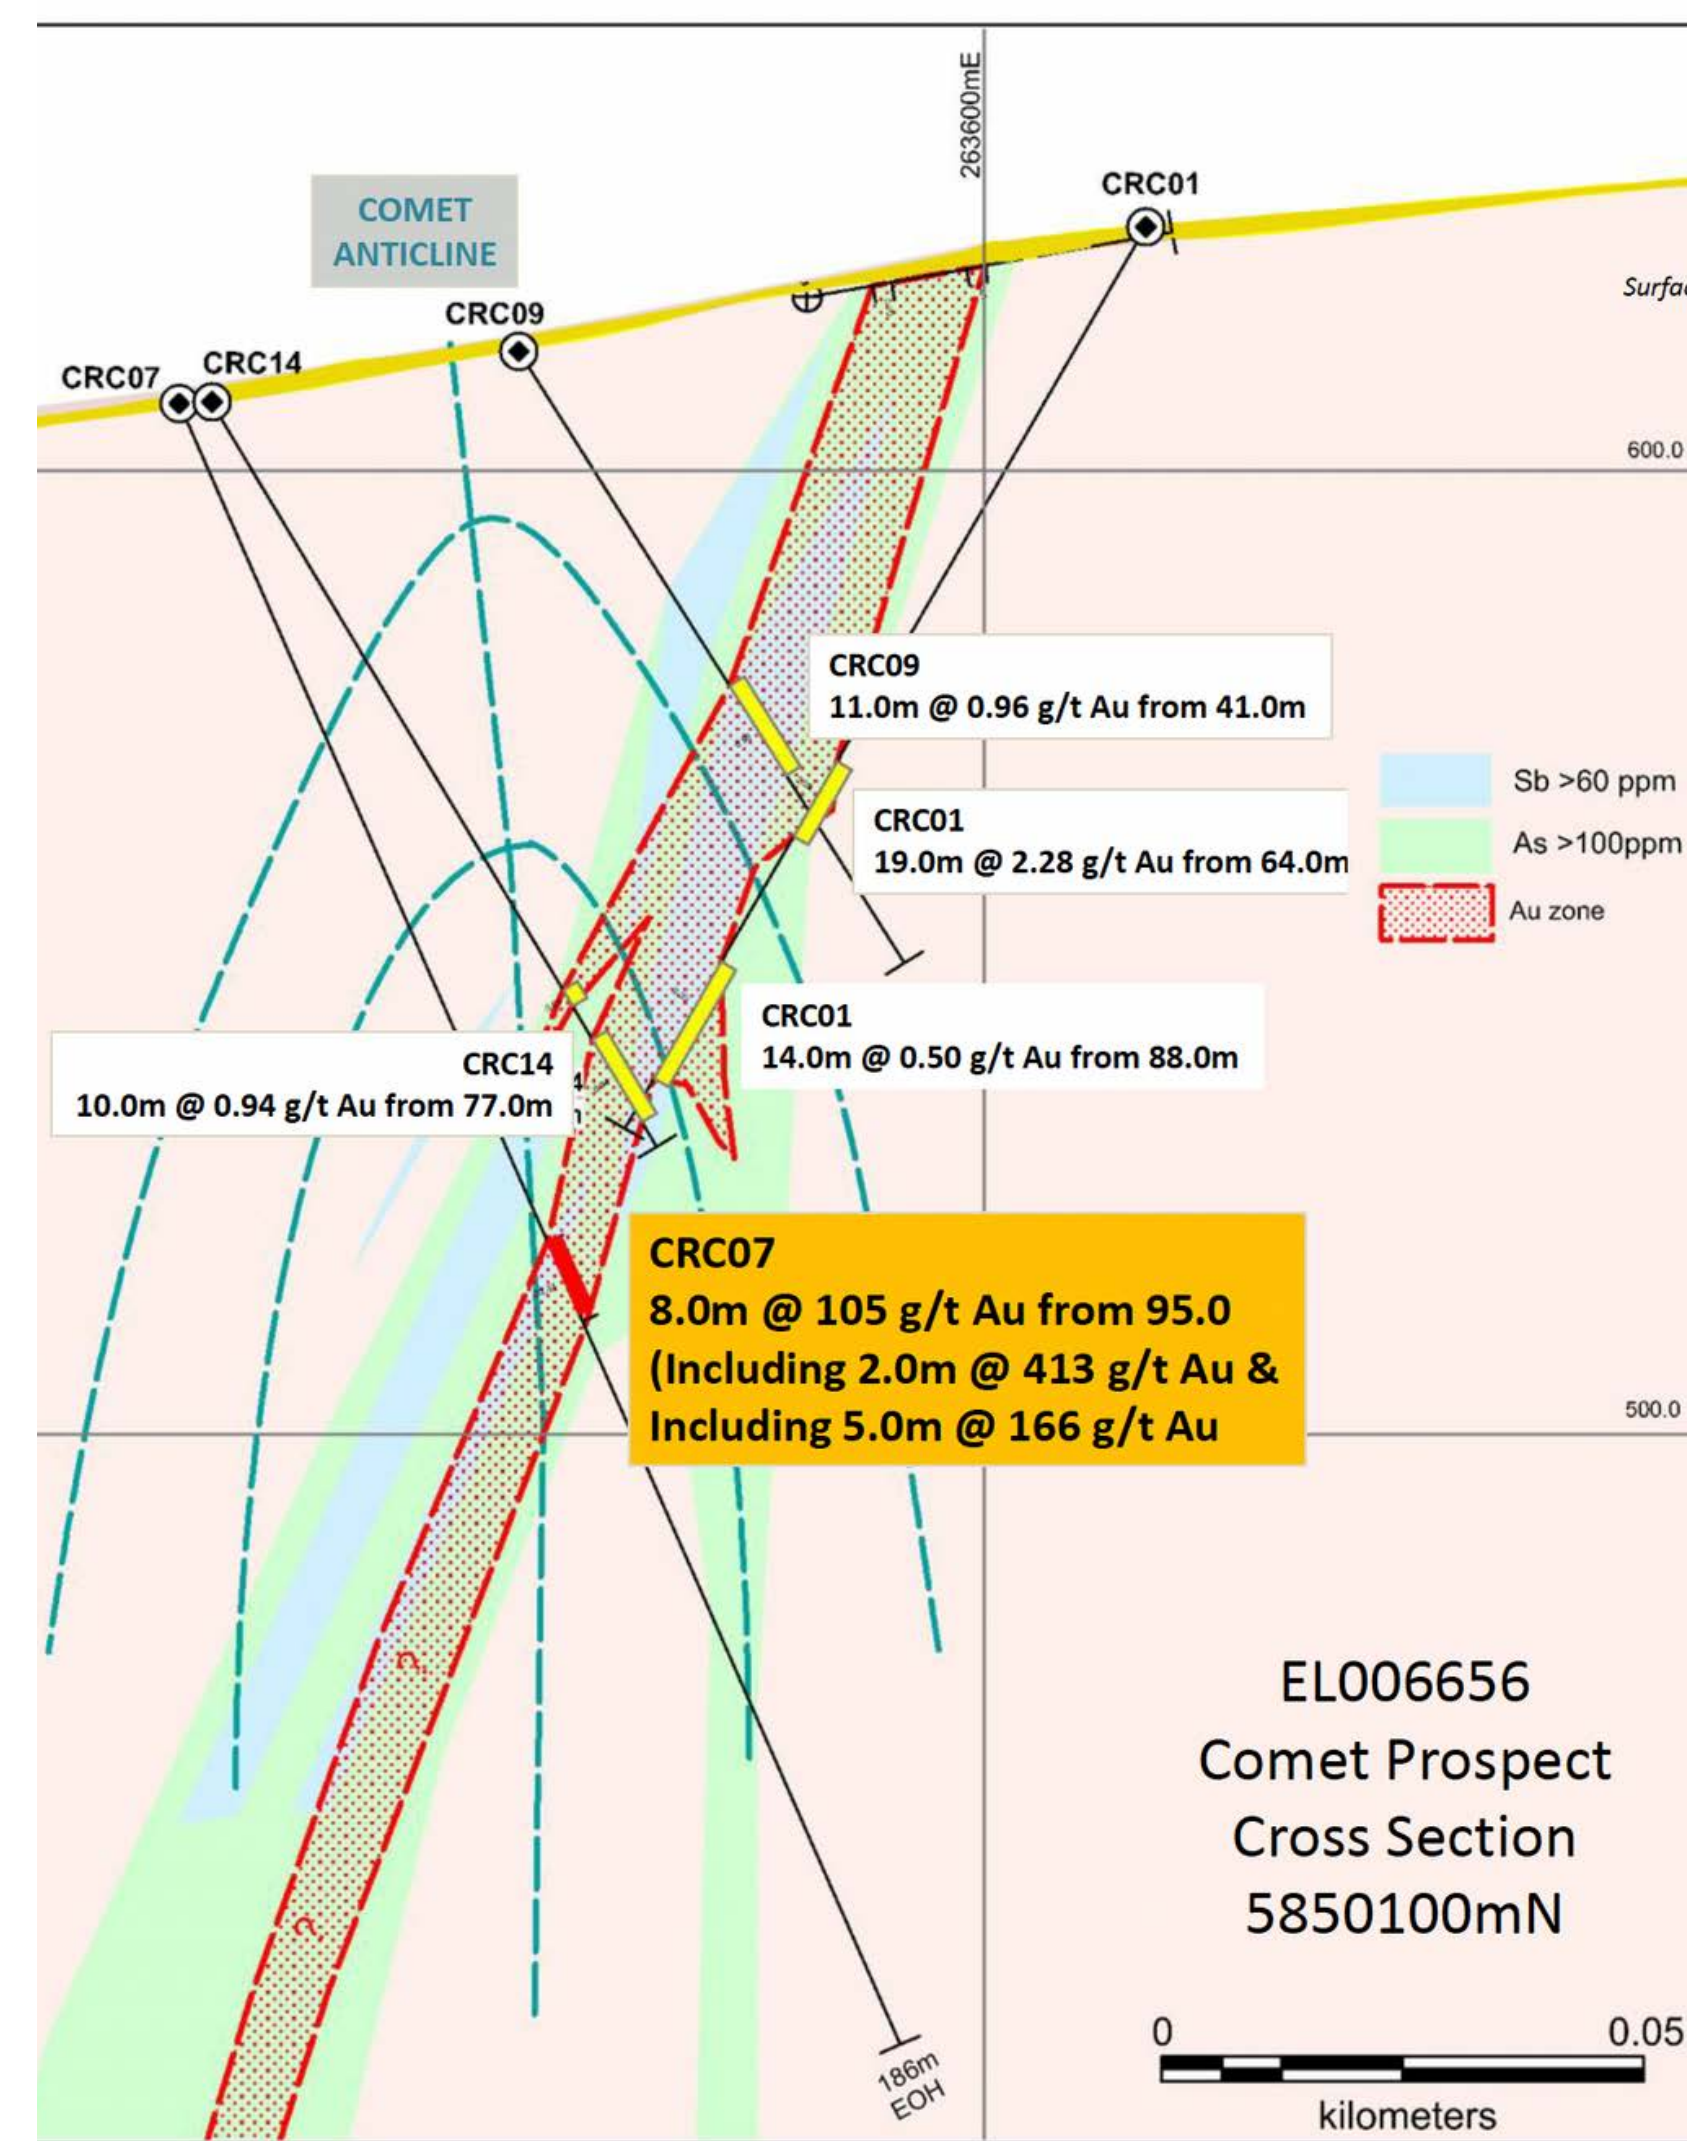 263600mE
CRC01
COMET
ANTICLINE
Surfa
CRC09
CRC07
CRC14
600.0
CRC09
11.0m @ 0.96 g/t Au from 41.0m
Sb >60 ppm
CRC01
19.0m @ 2.28 g/t Au from 64.0m
As >100ppm
Au zone
CRC01
14.0m @ 0.50 g/t Au from 88.0m
CRC14
10.0m @ 0.94 g/t Au from 77.0m
CRC07
8.0m @ 105 g/t Au from 95.0
(Including 2.0m @ 413 g/t Au &
Including 5.0m @ 166 g/t Au
500.0
?
?
EL006656
Comet Prospect
Cross Section
5850100mN
186m
EOH
0 0.05
kilometers